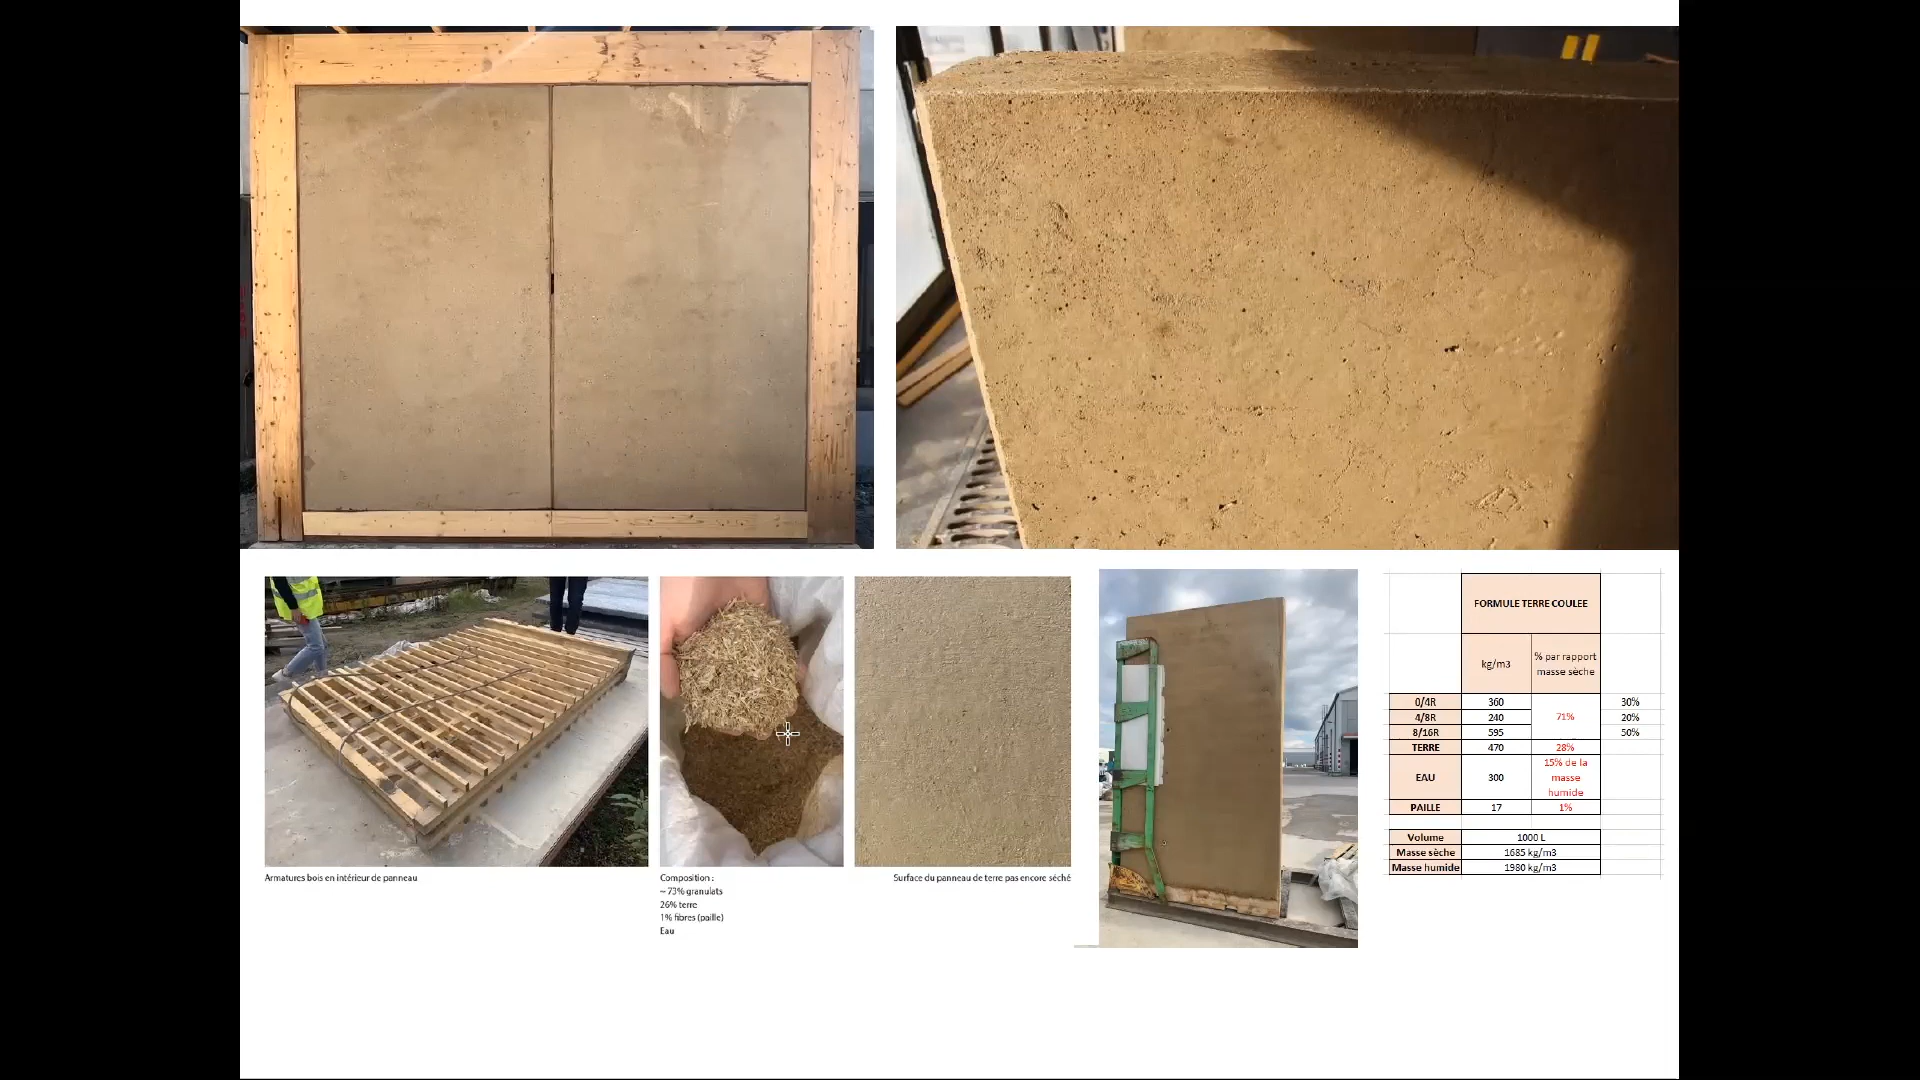 Armatures bois en intérieur de panneau
Composition :
~ 73% granulats
26% terre
1% fibres (paille)
Eau
Surface du panneau de terre pas encore séché
FORMULE TERRE COULEE
kg/m3
% par rapport
masse sèche
0/4R 360 30%
4/8R 240 71% 20%
8/16R 595 50%
TERRE 470 28%
EAU 300 15% de la
masse
humide
PAILLE 17 1%
Volume 1000 L
Masse sèche 1685 kg/m3
Masse humide 1980 kg/m3